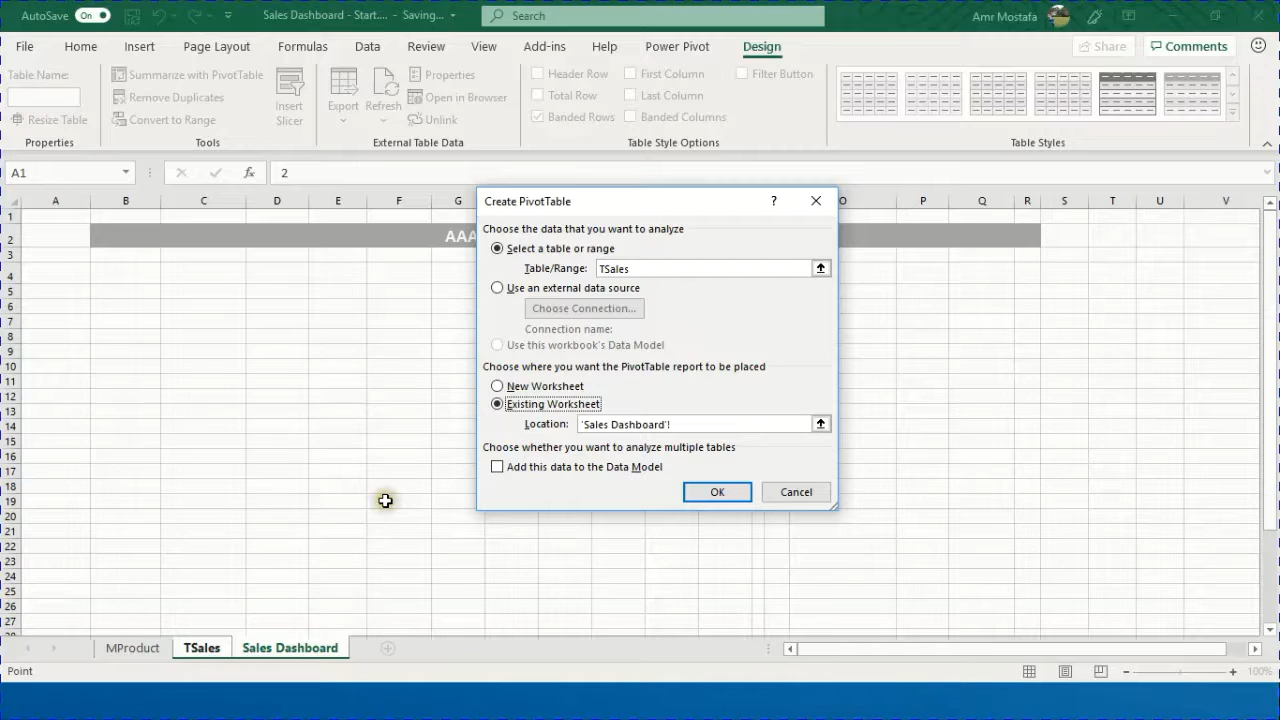 AutoSave On Sales Dashboard - Start.... - Saving... Search Amr Mostafa
File Home Insert Page Layout Formulas Data Review View Add-ins Help Power Pivot Design Share Comments
Table Name:
Resize Table
Properties
Summarize with PivotTable
Remove Duplicates
Insert Slicer
Tools
Export Refresh
Properties
Open in Browser
External Table Data
Header Row First Column Filter Button
Total Row Last Column
Banded Rows Banded Columns
Table Style Options
Table Styles
A1 fx 2
A B C D E F G O P Q R S T U V
1
2 AAA
3
4
5
6
7
8
9
10
11
12
13
14
15
16
17
18
19
20
21
22
23
24
25
26
27
Create PivotTable ?
Choose the data that you want to analyze
Select a table or range
Table/Range: TSales
Use an external data source
Choose Connection...
Connection name:
Use this workbook's Data Model
Choose where you want the PivotTable report to be placed
New Worksheet
Existing Worksheet
Location: 'Sales Dashboard'!
Choose whether you want to analyze multiple tables
Add this data to the Data Model
OK Cancel
MProduct TSales Sales Dashboard
Point 100%